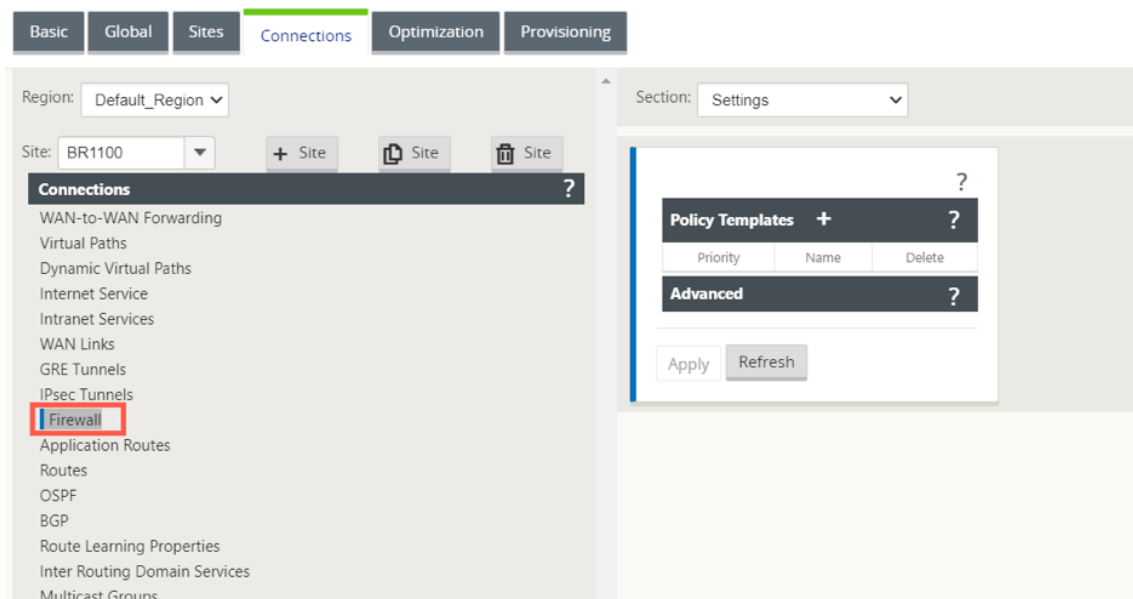 Basic Global Sites Connections Optimization Provisioning
Region: Default_Region
Site: BR1100 + Site Site Site
Connections ?
WAN-to-WAN Forwarding
Virtual Paths
Dynamic Virtual Paths
Internet Service
Intranet Services
WAN Links
GRE Tunnels
IPsec Tunnels
Firewall
Application Routes
Routes
OSPF
BGP
Route Learning Properties
Inter Routing Domain Services
Multicast Groups
Section: Settings
?
Policy Templates + ?
Priority Name Delete
Advanced ?
Apply Refresh